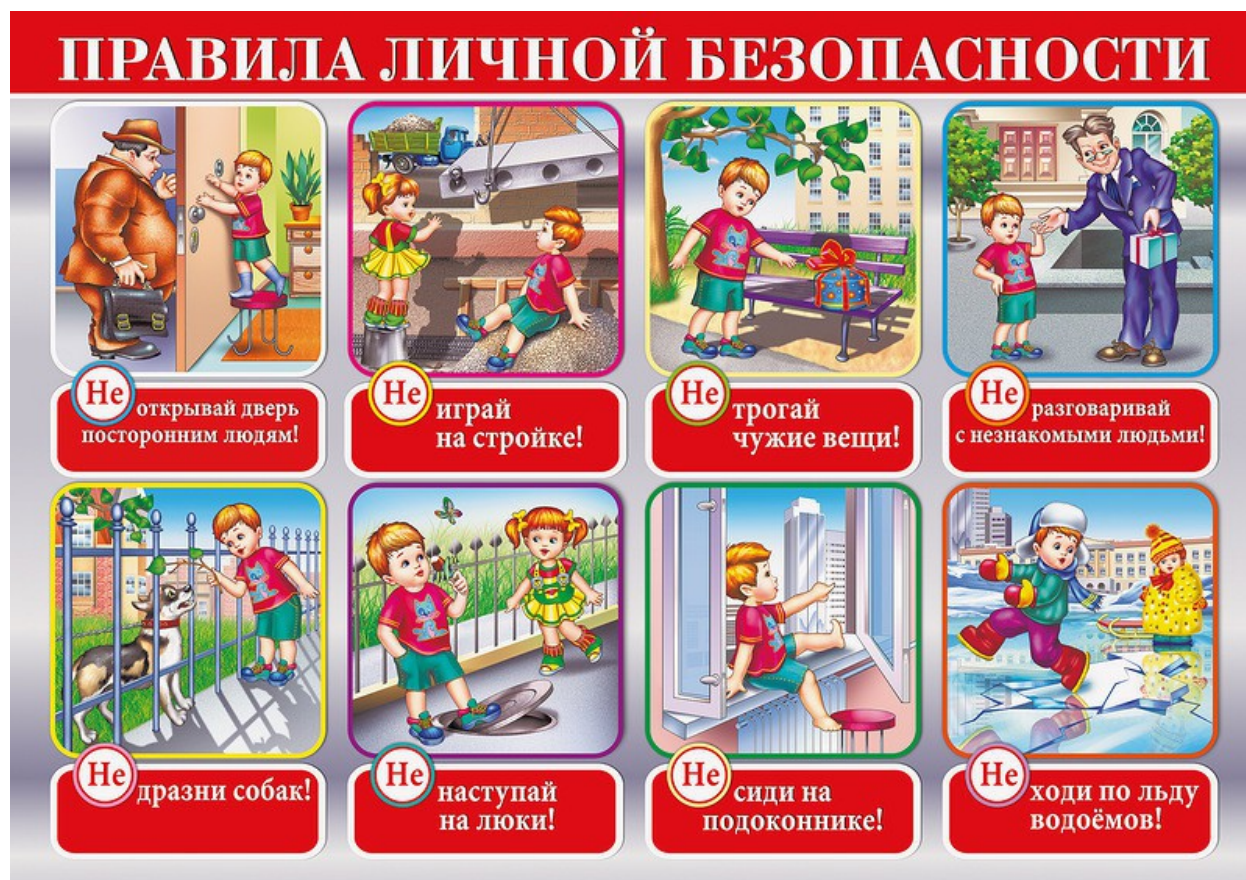 ПРАВИЛА ЛИЧНОЙ БЕЗОПАСНОСТИ
Не открывай дверь
посторонним людям!
Не играй
на стройке!
Не трогай
чужие вещи!
Не разговаривай
с незнакомыми людьми!
Не дразни собак!
Не наступай
на люки!
Не сиди на
подоконнике!
Не ходи по льду
водоёмов!